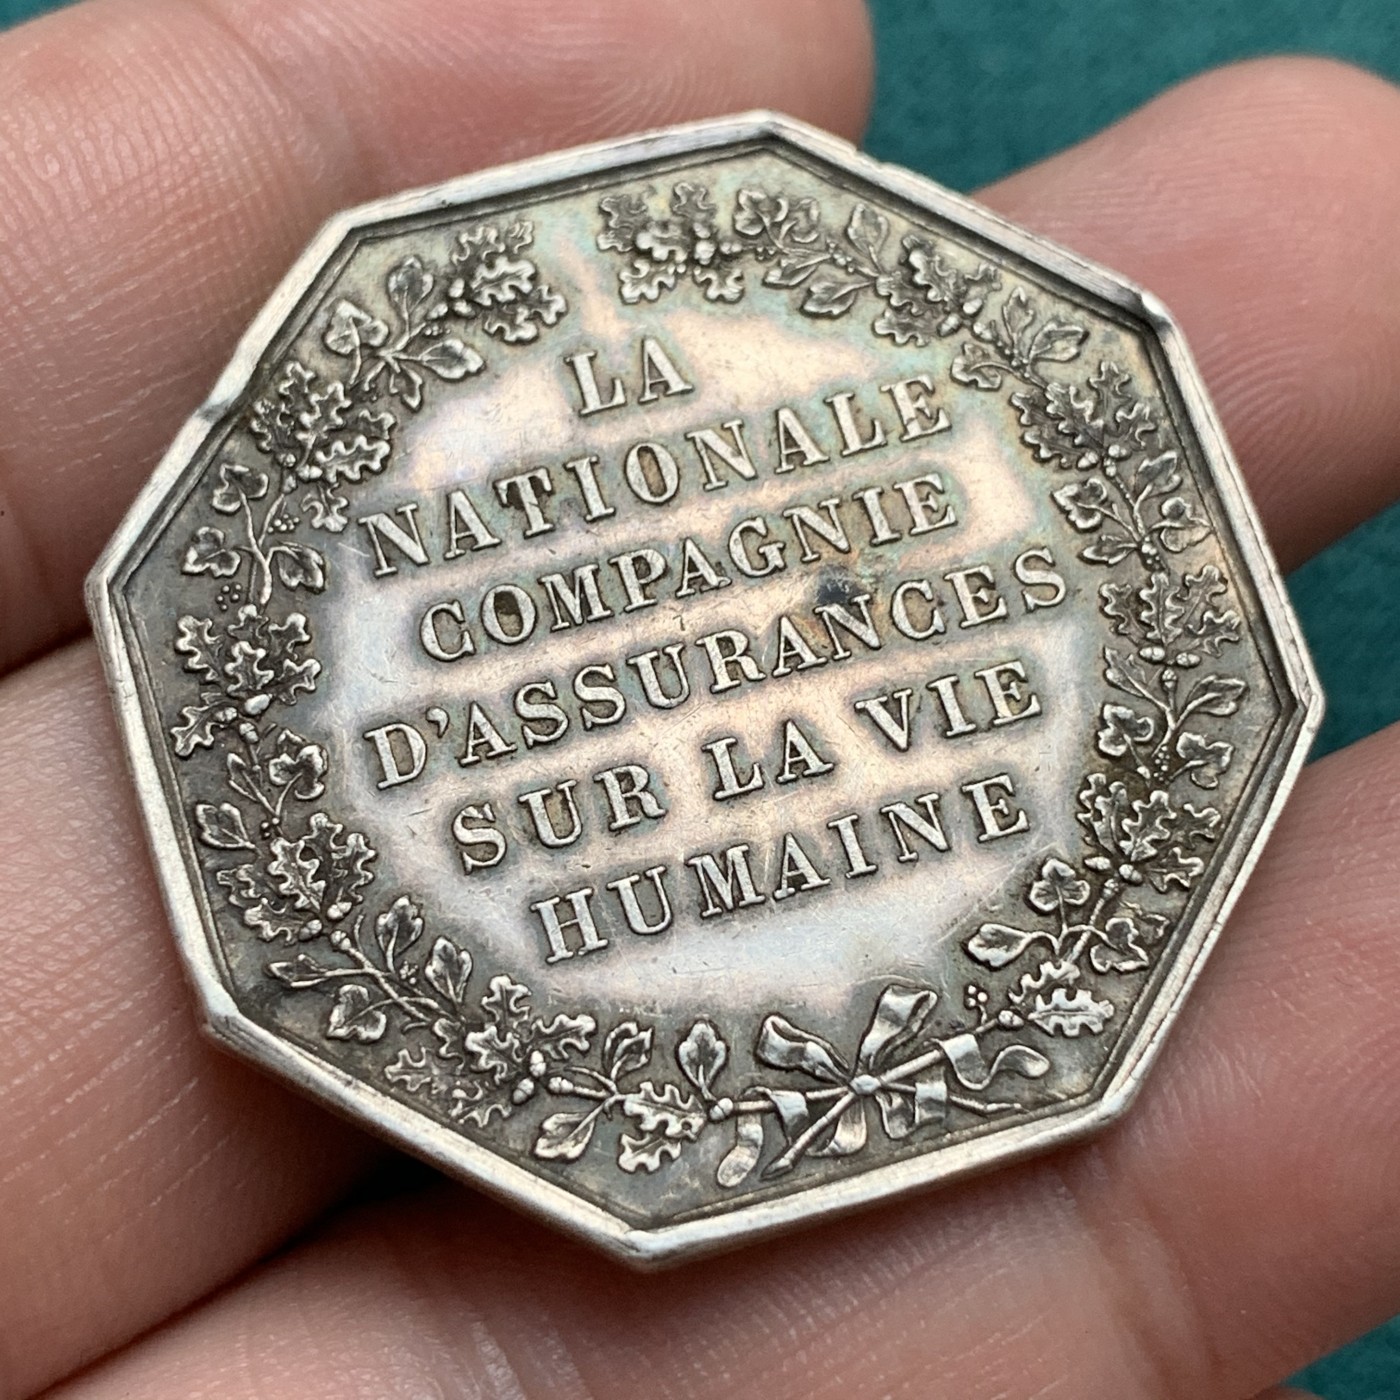 LA
NATIONALE
COMPAGNIE
D'ASSURANCES
SUR LA VIE
HUMAINE